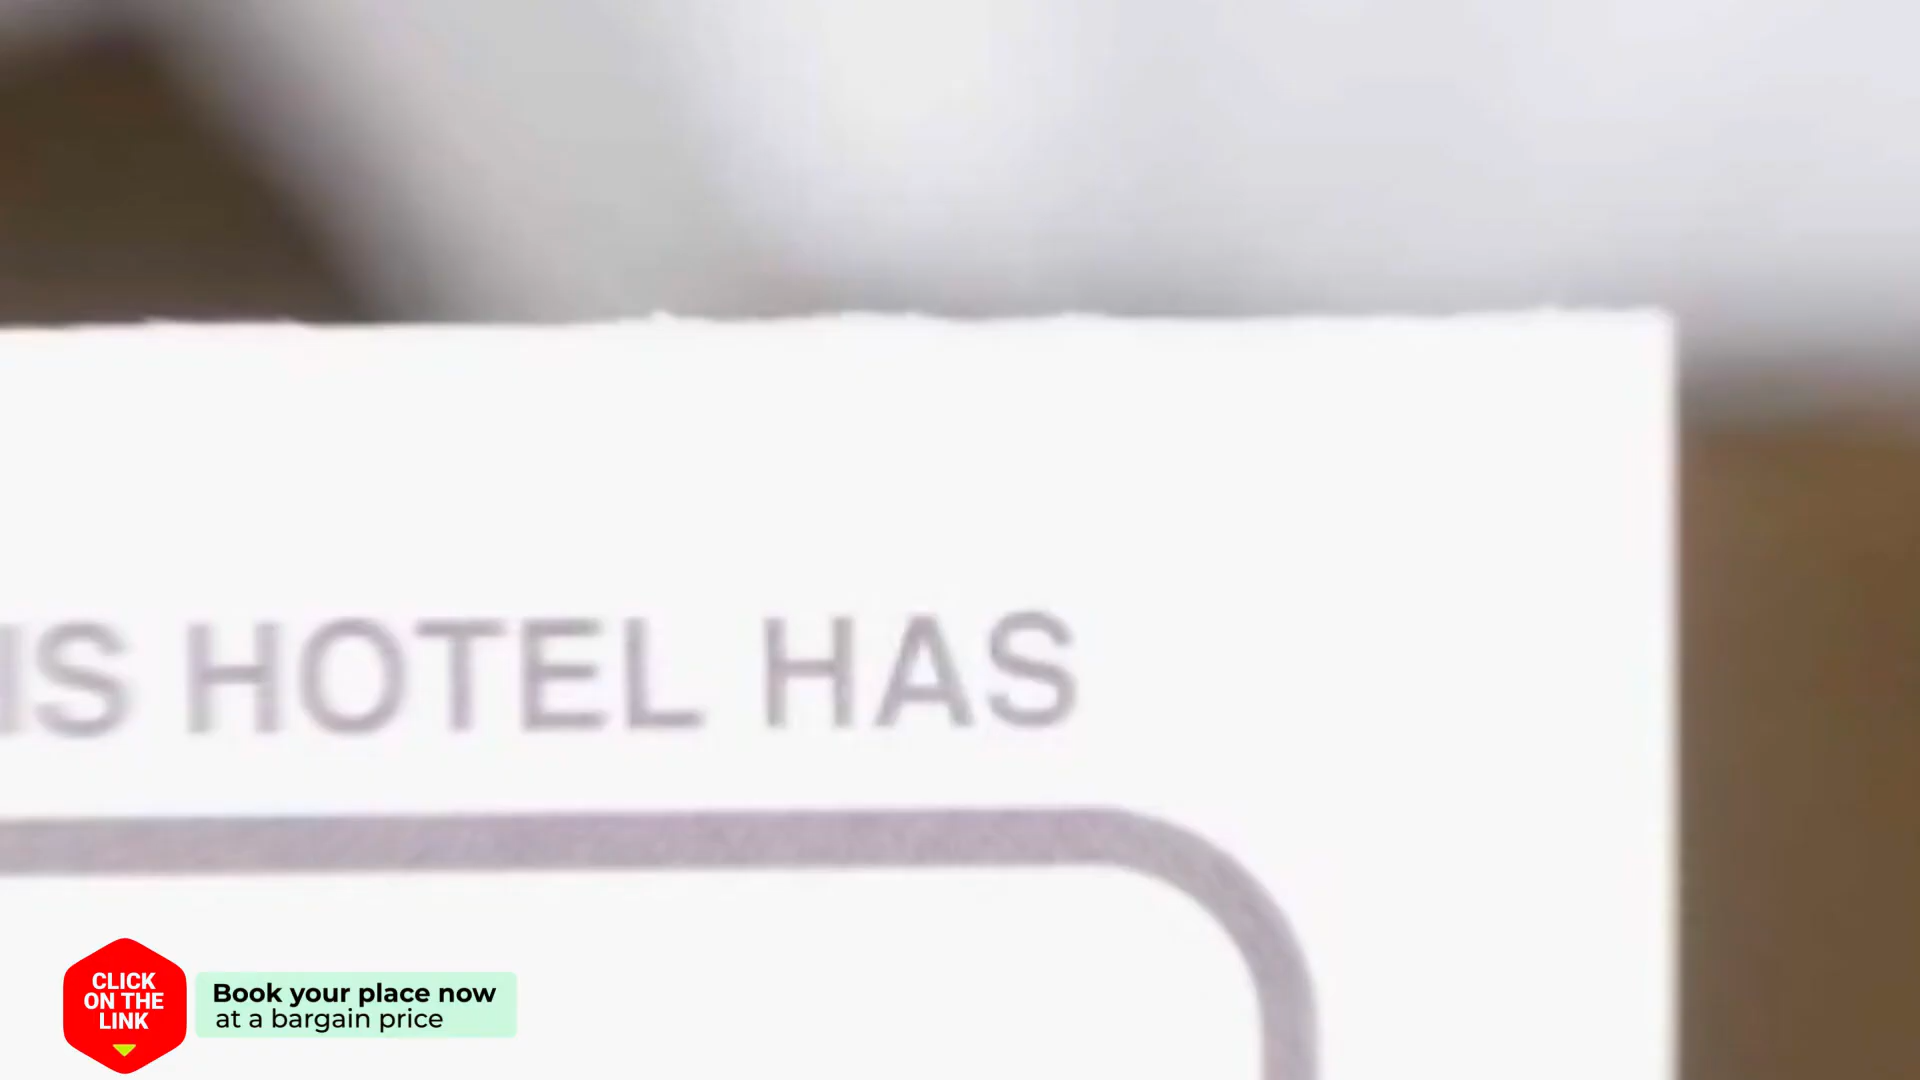 IS HOTEL HAS
CLICK
ON THE
LINK
Book your place now
at a bargain price